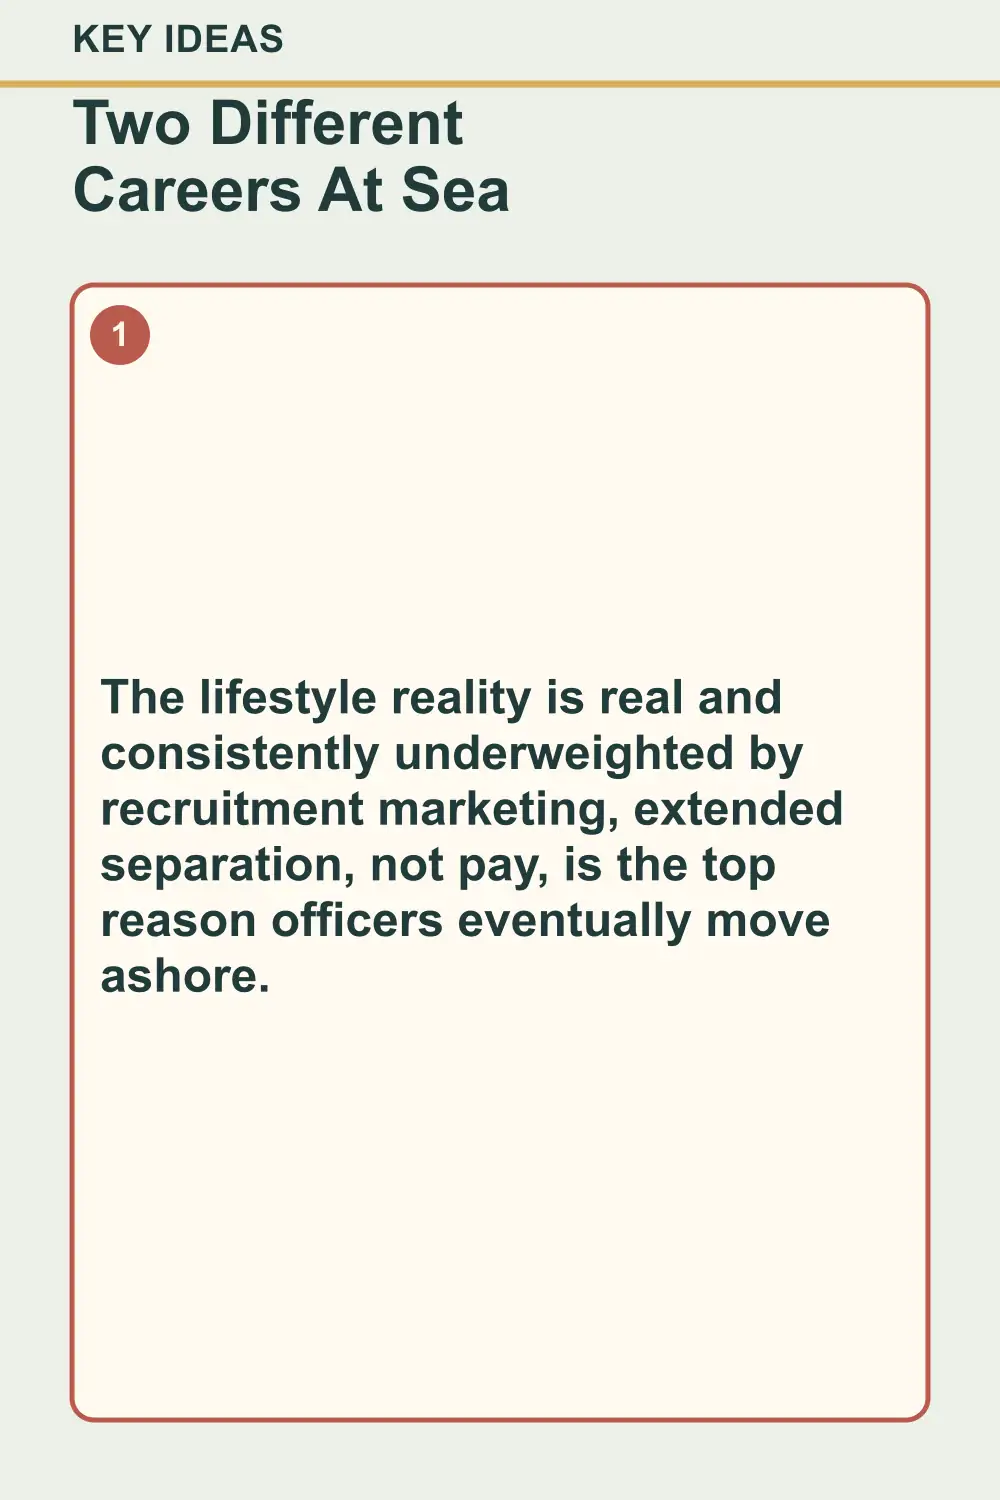 KEY IDEAS
Two Different
Careers At Sea
1
The lifestyle reality is real and
consistently underweighted by
recruitment marketing, extended
separation, not pay, is the top
reason officers eventually move
ashore.